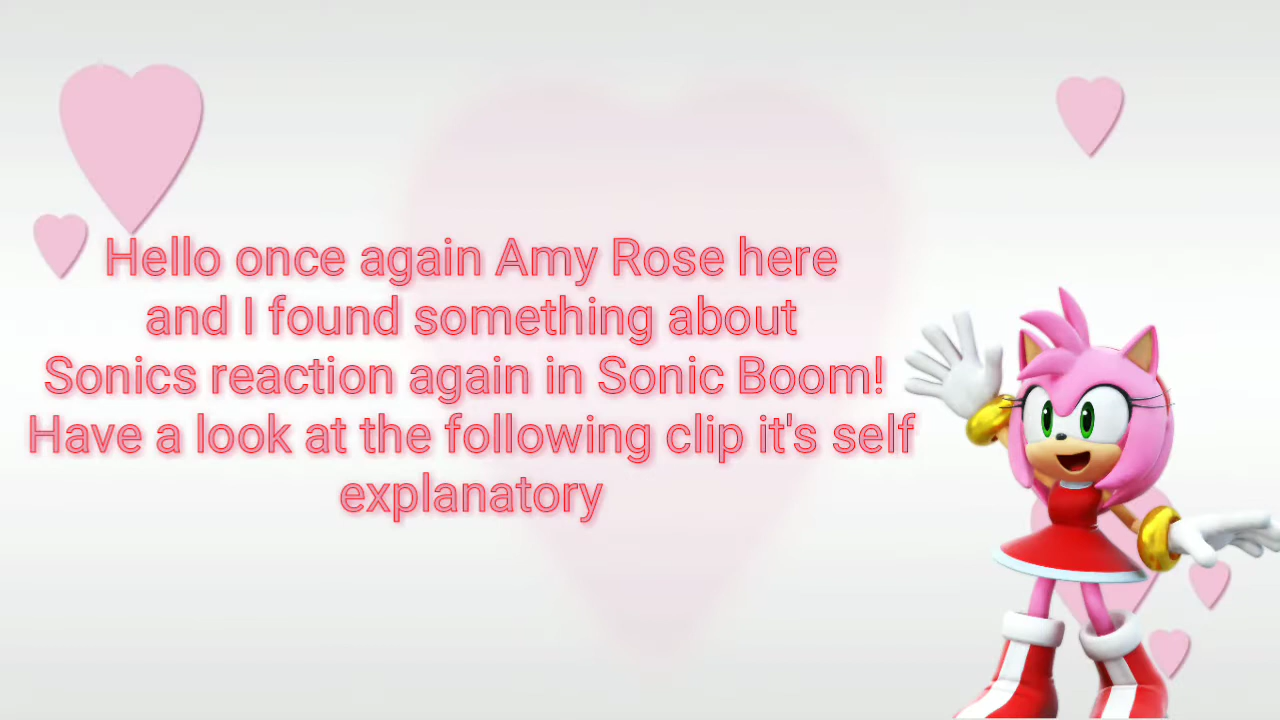 Hello once again Amy Rose here
and I found something about
Sonics reaction again in Sonic Boom!
Have a look at the following clip it's self
explanatory